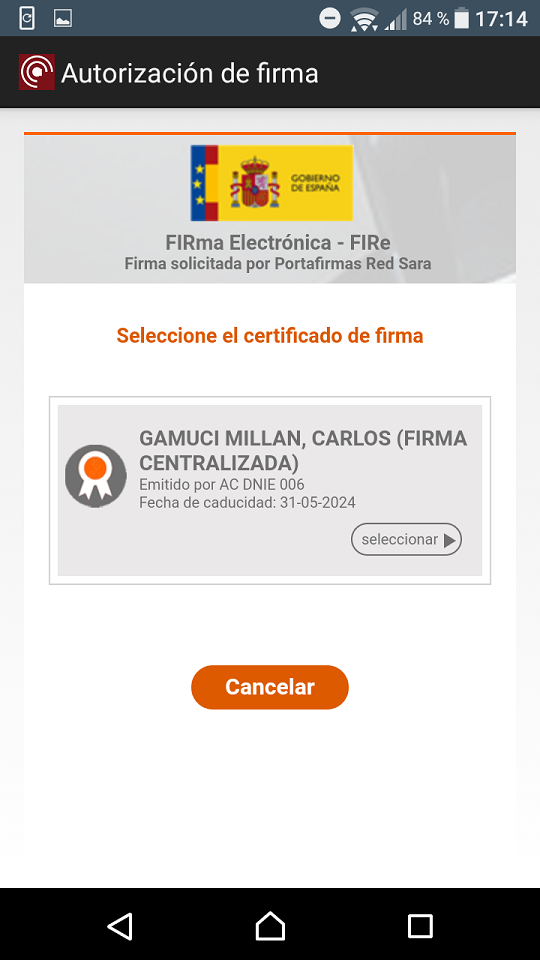 84 % 17:14
Autorización de firma
GOBIERNO
DE ESPAÑA
FIRma Electrónica - FIRe
Firma solicitada por Portafirmas Red Sara
Seleccione el certificado de firma
GAMUCI MILLAN, CARLOS (FIRMA
CENTRALIZADA)
Emitido por AC DNIE 006
Fecha de caducidad: 31-05-2024
seleccionar
Cancelar